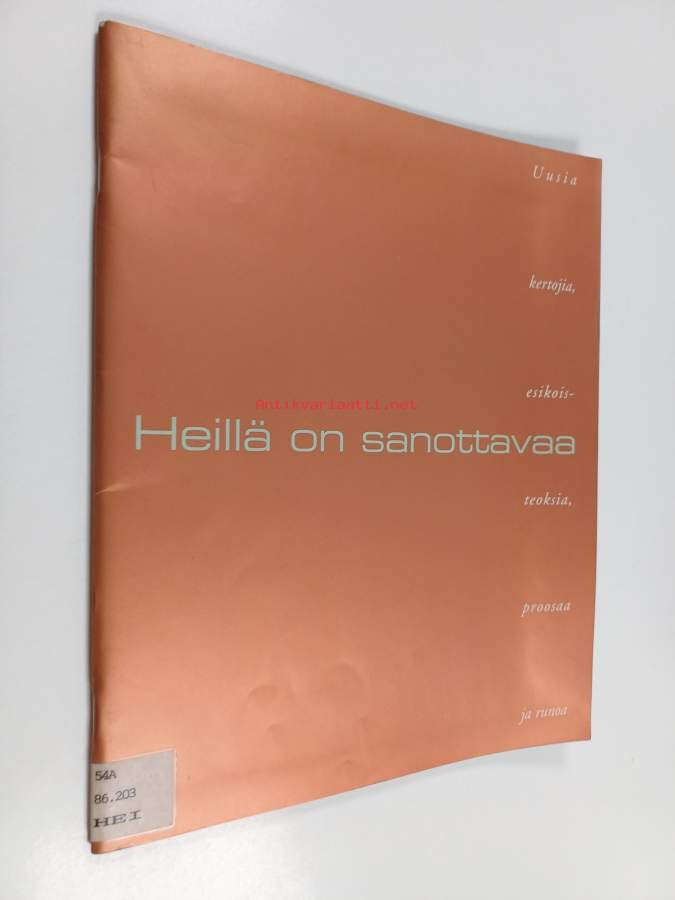 Uusia
kertojia,
esikois-
Antikvariaatti.net
Heillä on sanottavaa
teoksia,
proosaa
ja runoa
54A
86.203
HEI